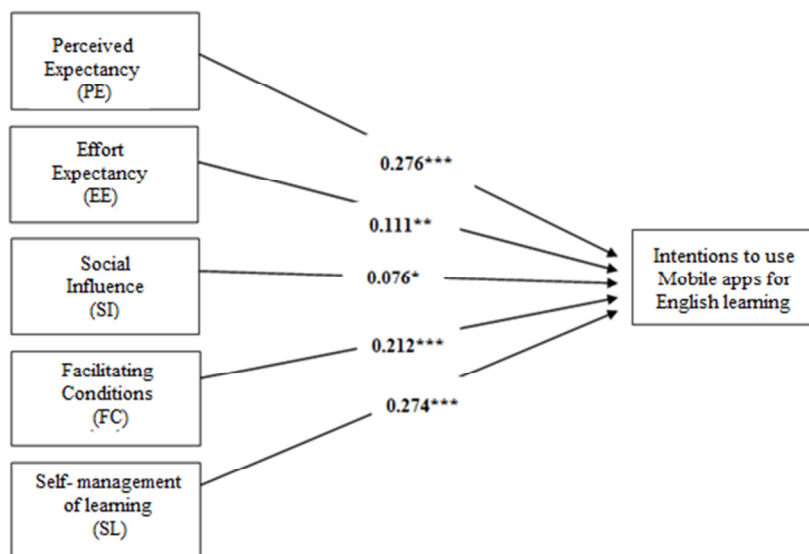 Perceived
Expectancy
(PE)
Effort
Expectancy
(EE)
Social
Influence
(SI)
Facilitating
Conditions
(FC)
Self- management
of learning
(SL)
0.276***
0.111**
0.076*
0.212***
0.274***
Intentions to use
Mobile apps for
English learning